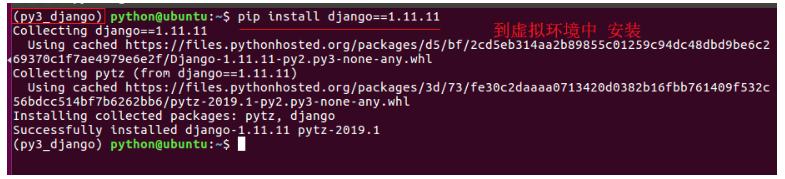 (py3_django) python@ubuntu:~$ pip install django==1.11.11
到虚拟环境中 安装
Collecting django==1.11.11
Using cached https://files.pythonhosted.org/packages/d5/bf/2cd5eb314aa2b89855c01259c94dc48dbd9be6c2
69370c1f7ae4979e6e2f/Django-1.11.11-py2.py3-none-any.whl
Collecting pytz (from django==1.11.11)
Using cached https://files.pythonhosted.org/packages/3d/73/fe30c2daaaa0713420d0382b16fbb761409f532c
56bdcc514bf7b6262bb6/pytz-2019.1-py2.py3-none-any.whl
Installing collected packages: pytz, django
Successfully installed django-1.11.11 pytz-2019.1
(py3_django) python@ubuntu:~$